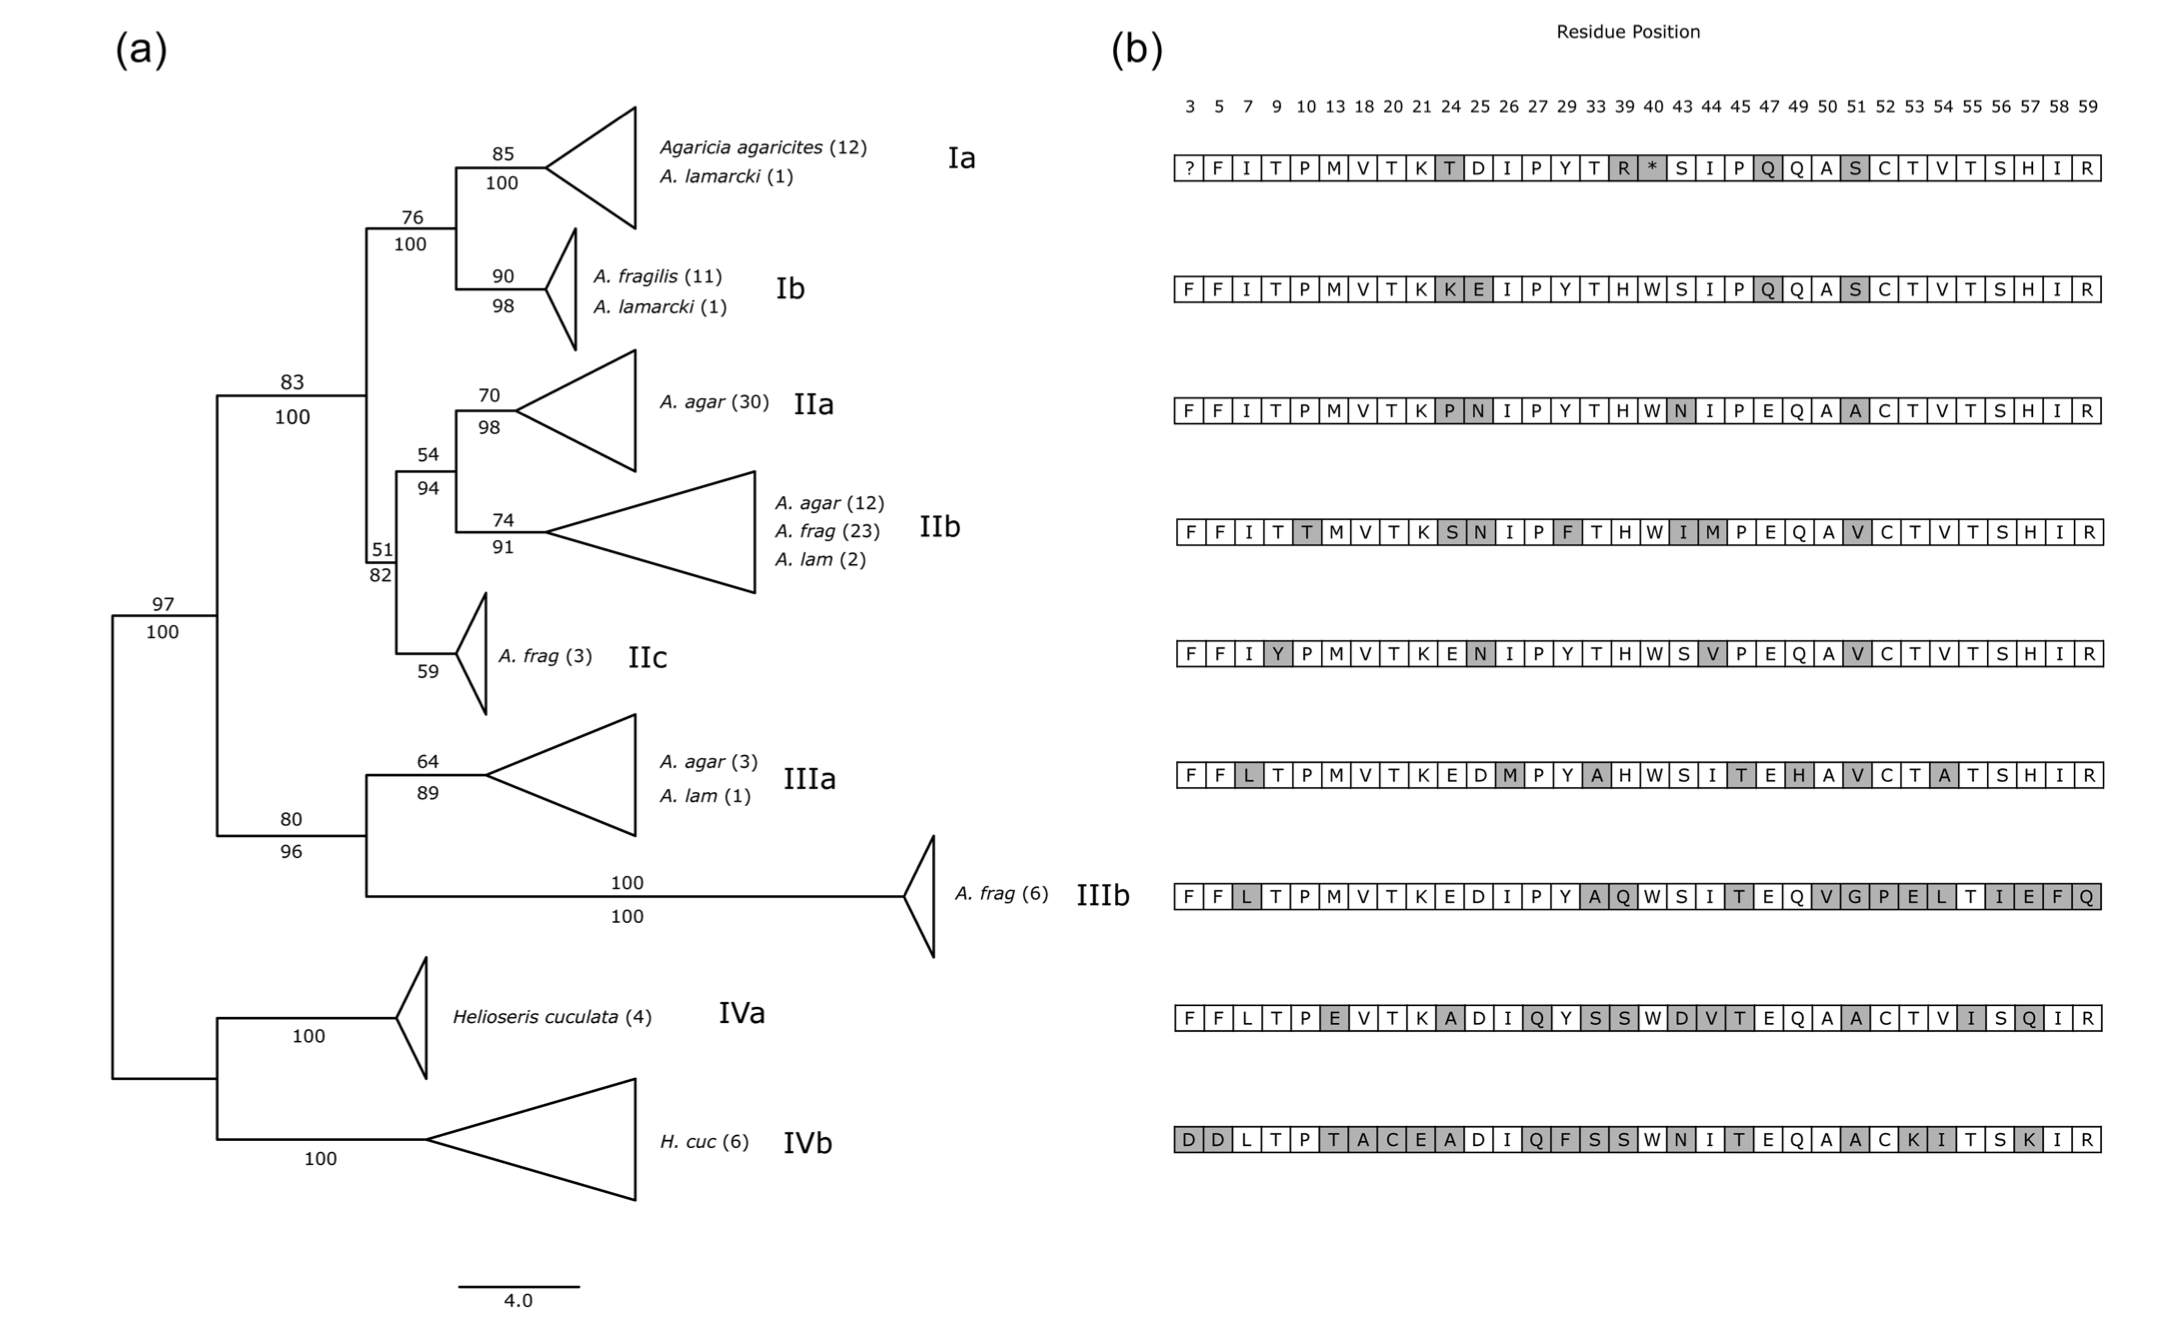 (a)
(b)
Residue Position
3 5 7 9 10 13 18 20 21 24 25 26 27 29 33 39 40 43 44 45 47 49 50 51 52 53 54 55 56 57 58 59
85
100
Agaricia agaricites (12)
A. lamarcki (1)
Ia
? F I T P M V T K T D I P Y T R * S I P Q Q A S C T V T S H I R
76
100
90
98
A. fragilis (11)
A. lamarcki (1)
Ib
F F I T P M V T K K E I P Y T H W S I P Q Q A S C T V T S H I R
83
100
70
98
A. agar (30)
IIa
F F I T P M V T K P N I P Y T H W N I P E Q A A C T V T S H I R
54
94
74
91
A. agar (12)
A. frag (23)
A. lam (2)
IIb
F F I T T M V T K S N I P F T H W I M P E Q A V C T V T S H I R
51
82
59
A. frag (3)
IIc
F F I Y P M V T K E N I P Y T H W S V P E Q A V C T V T S H I R
97
100
64
89
A. agar (3)
A. lam (1)
IIIa
F F L T P M V T K E D M P Y A H W S I T E H A V C T A T S H I R
80
96
100
100
A. frag (6)
IIIb
F F L T P M V T K E D I P Y A Q W S I T E Q V G P E L T I E F Q
100
Helioseris cuculata (4)
IVa
F F L T P E V T K A D I Q Y S S W D V T E Q A A C T V I S Q I R
100
H. cuc (6)
IVb
D D L T P T A C E A D I Q F S S W N I T E Q A A C K I T S K I R
4.0